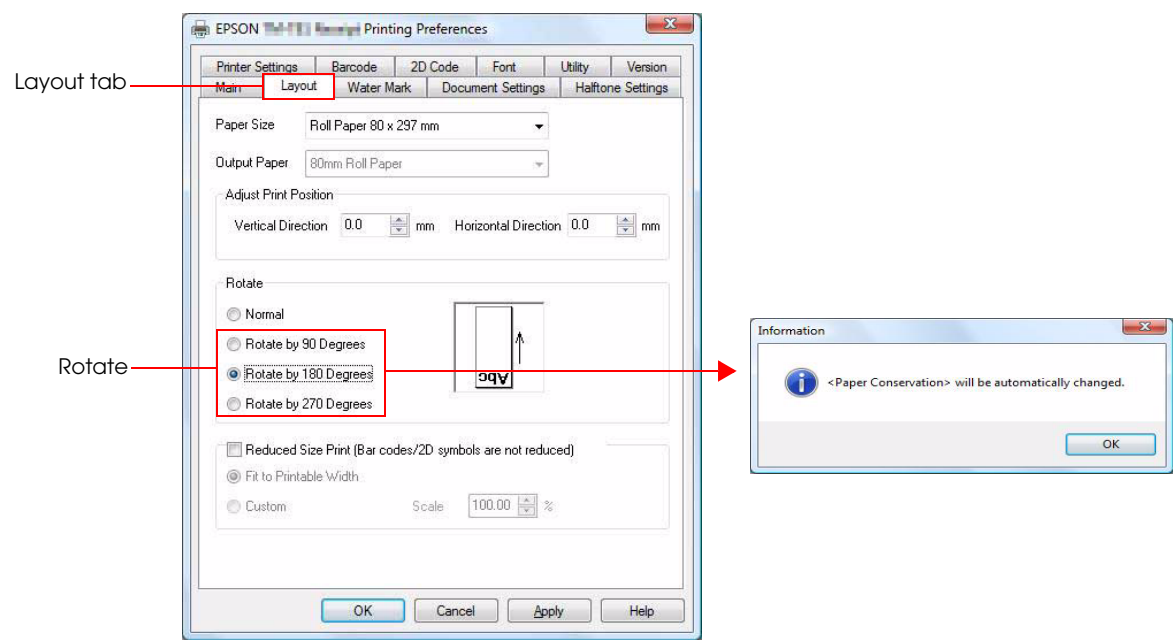 EPSON Printing Preferences
Printer Settings Barcode 2D Code Font Utility Version
Layout tab
Main Layout Water Mark Document Settings Halftone Settings
Paper Size Roll Paper 80 x 297 mm
Output Paper 80mm Roll Paper
Adjust Print Position
Vertical Direction 0.0 mm Horizontal Direction 0.0 mm
Rotate
Normal
Rotate by 90 Degrees
Rotate
Rotate by 180 Degrees
Rotate by 270 Degrees
Abc
Reduced Size Print (Bar codes/2D symbols are not reduced)
Fit to Printable Width
Custom Scale 100.00 %
OK Cancel Apply Help
Information
<Paper Conservation> will be automatically changed.
OK